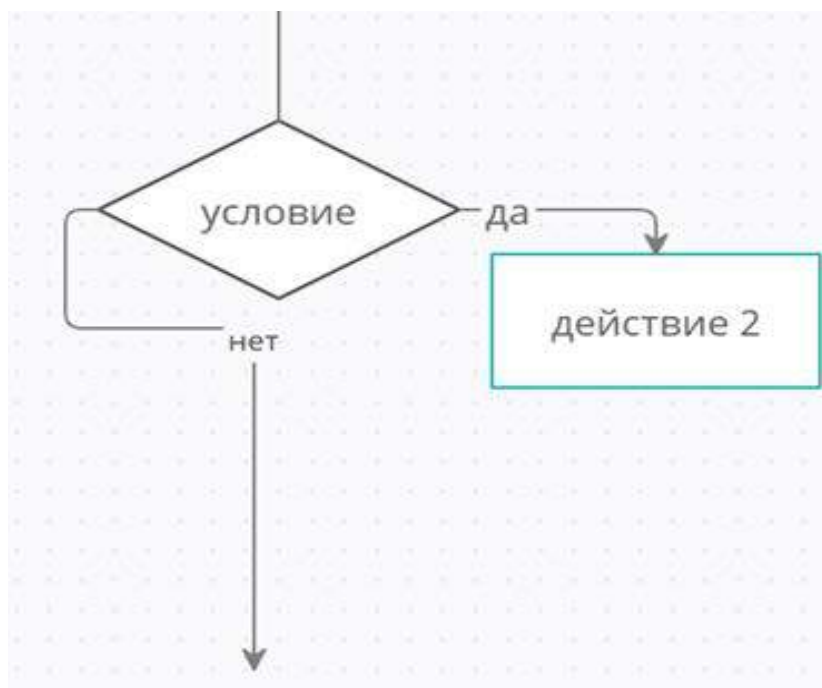 условие
да
действие 2
нет